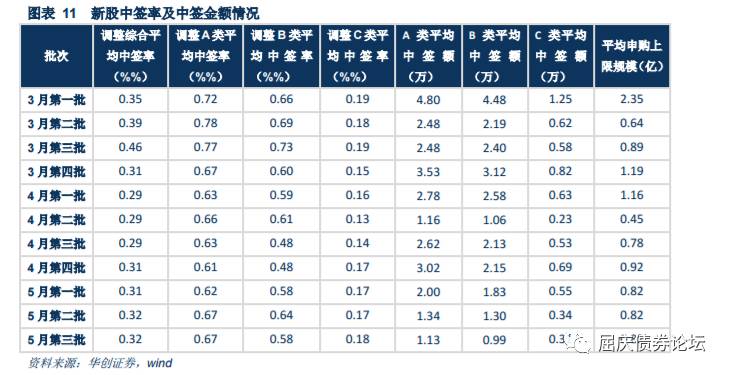 图表 11 新股中签率及中签金额情况
批次 调整综合平均中签率(%%) 调整A类平均中签率(%%) 调整B类平均中签率(%%) 调整C类平均中签率(%%) A 类平均中签额(万) B 类平均中签额(万) C 类平均中签额(万) 平均申购上限规模(亿)
3月第一批 0.35 0.72 0.66 0.19 4.80 4.48 1.25 2.35
3月第二批 0.39 0.78 0.69 0.18 2.48 2.19 0.62 0.64
3月第三批 0.46 0.77 0.73 0.19 2.48 2.40 0.58 0.89
3月第四批 0.31 0.67 0.60 0.15 3.53 3.12 0.82 1.19
4月第一批 0.29 0.63 0.59 0.16 2.78 2.58 0.63 1.16
4月第二批 0.29 0.66 0.61 0.13 1.16 1.06 0.23 0.45
4月第三批 0.29 0.63 0.48 0.14 2.62 2.13 0.53 0.78
4月第四批 0.31 0.61 0.48 0.17 3.02 2.15 0.69 0.92
5月第一批 0.31 0.62 0.58 0.17 2.00 1.83 0.55 0.82
5月第二批 0.32 0.67 0.64 0.17 1.34 1.30 0.34 0.82
5月第三批 0.32 0.67 0.58 0.18 1.13 0.99
屈庆债券论坛
资料来源：华创证券，wind